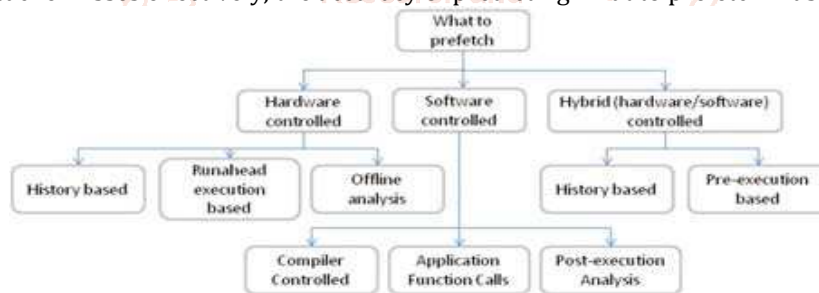 What to
prefetch
Hardware
controlled
Software
controlled
Hybrid (hardware/software)
controlled
History based
Runahead
execution
based
Offline
analysis
History based
Pre-execution
based
Compiler
Controlled
Application
Function Calls
Post-execution
Analysis